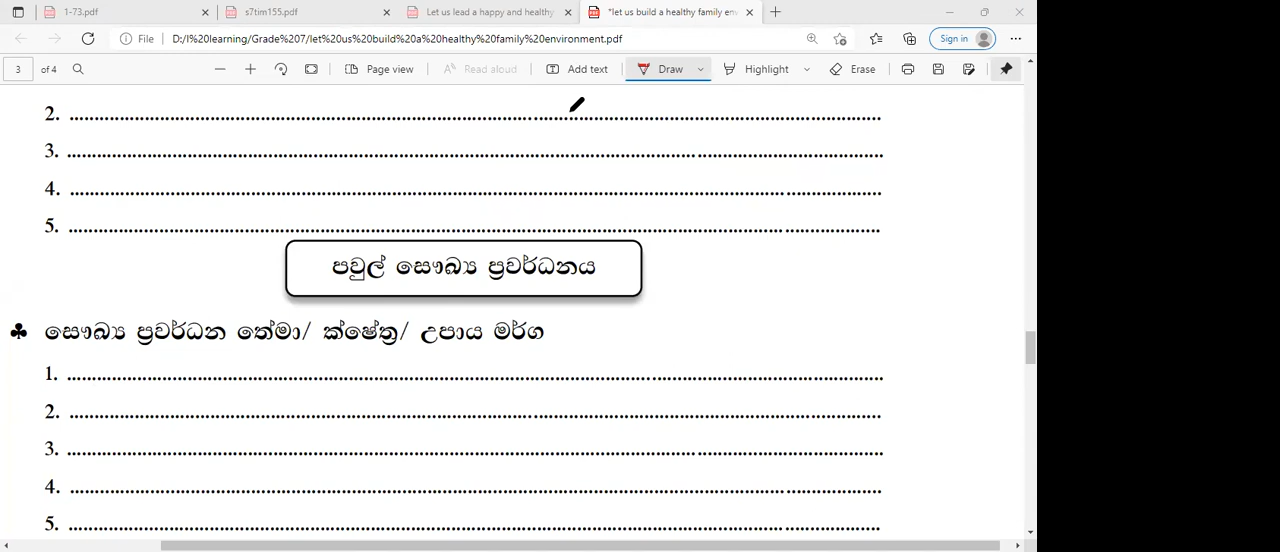 1-73.pdf
s7tim155.pdf
Let us lead a happy and healthy
*let us build a healthy family en
File
D:/l%20learning/Grade%207/let%20us%20build%20a%20healthy%20family%20environment.pdf
Sign in
3 of 4
Page view
Read aloud
Add text
Draw
Highlight
Erase
2. ................................................................
3. ................................................................
4. ................................................................
5. ................................................................
පවුල් සෞඛ්‍ය ප්‍රවර්ධනය
♣ සෞඛ්‍ය ප්‍රවර්ධන තේමා/ ක්ෂේත්‍ර/ උපාය මර්ග
1. ................................................................
2. ................................................................
3. ................................................................
4. ................................................................
5. ................................................................